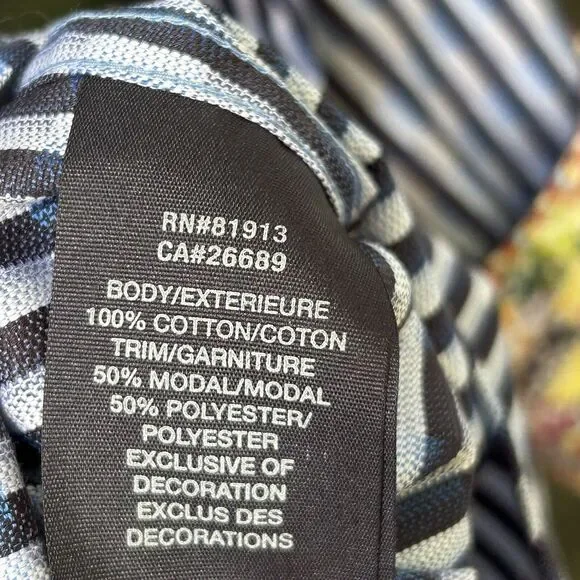 RN#81913
CA#26689
BODY/EXTERIEURE
100% COTTON/COTON
TRIM/GARNITURE
50% MODAL/MODAL
50% POLYESTER/
POLYESTER
EXCLUSIVE OF
DECORATION
EXCLUS DES
DECORATIONS